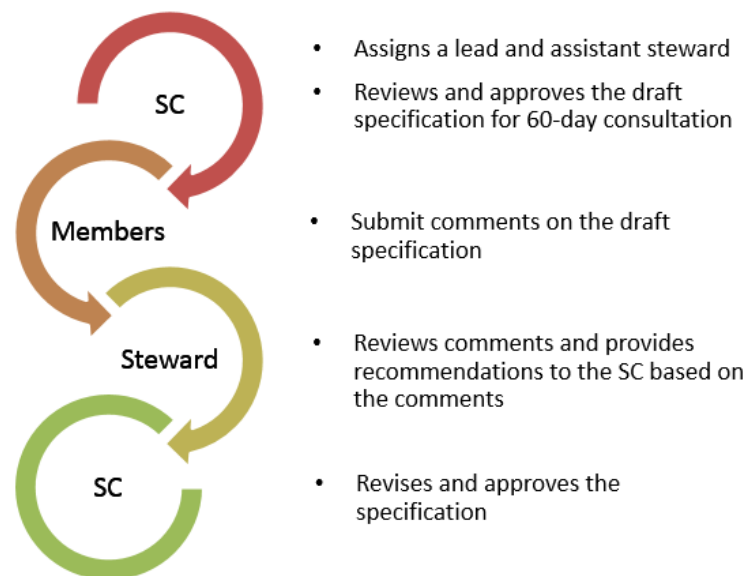 SC
• Assigns a lead and assistant steward
• Reviews and approves the draft
specification for 60-day consultation
Members
• Submit comments on the draft
specification
Steward
• Reviews comments and provides
recommendations to the SC based on
the comments
SC
• Revises and approves the
specification